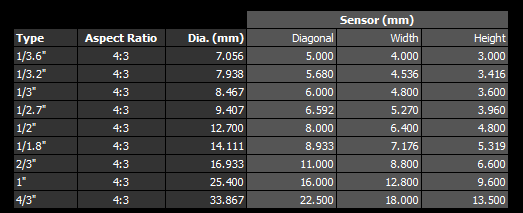 Sensor (mm)
Type Aspect Ratio Dia. (mm) Diagonal Width Height
1/3.6" 4:3 7.056 5.000 4.000 3.000
1/3.2" 4:3 7.938 5.680 4.536 3.416
1/3" 4:3 8.467 6.000 4.800 3.600
1/2.7" 4:3 9.407 6.592 5.270 3.960
1/2" 4:3 12.700 8.000 6.400 4.800
1/1.8" 4:3 14.111 8.933 7.176 5.319
2/3" 4:3 16.933 11.000 8.800 6.600
1" 4:3 25.400 16.000 12.800 9.600
4/3" 4:3 33.867 22.500 18.000 13.500